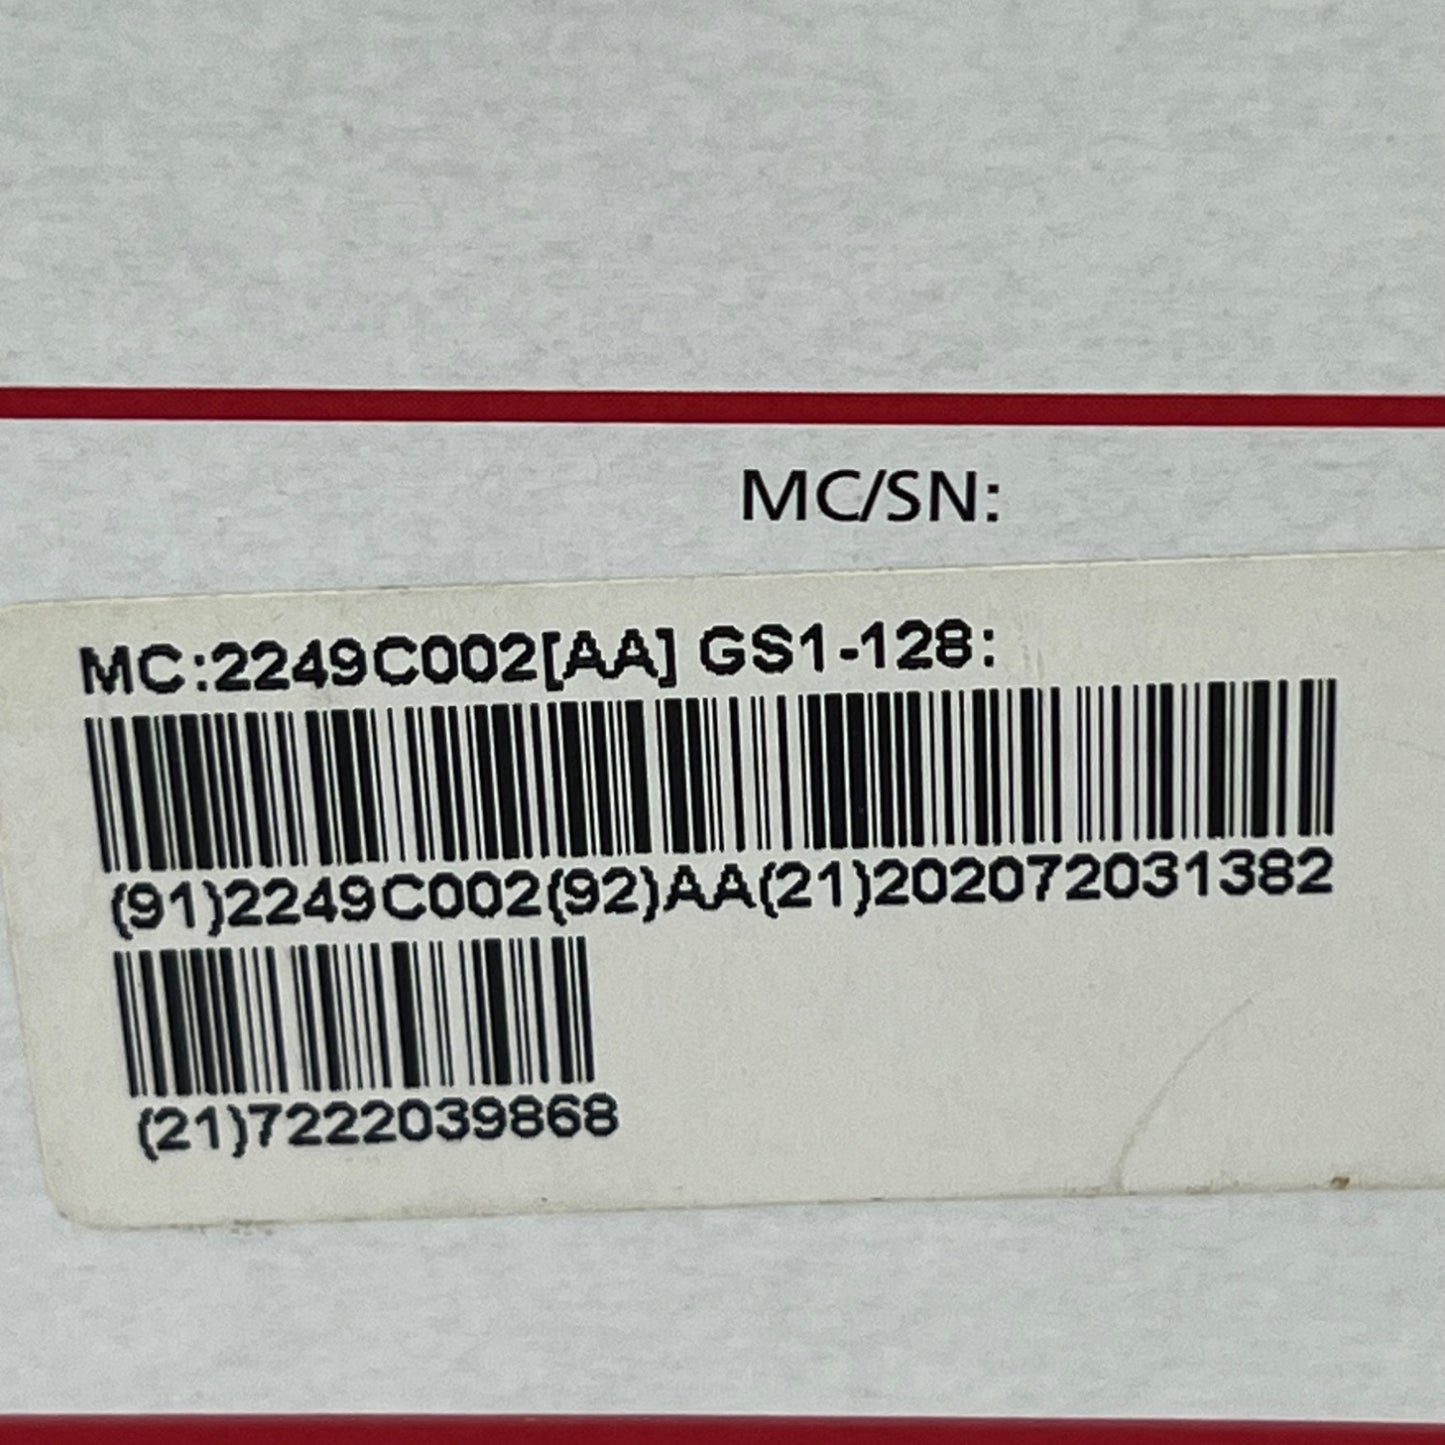 MC/SN:
MC:2249C002[AA] GS1-128:
(91)2249C002(92)AA(21)202072031382
(21)7222039868